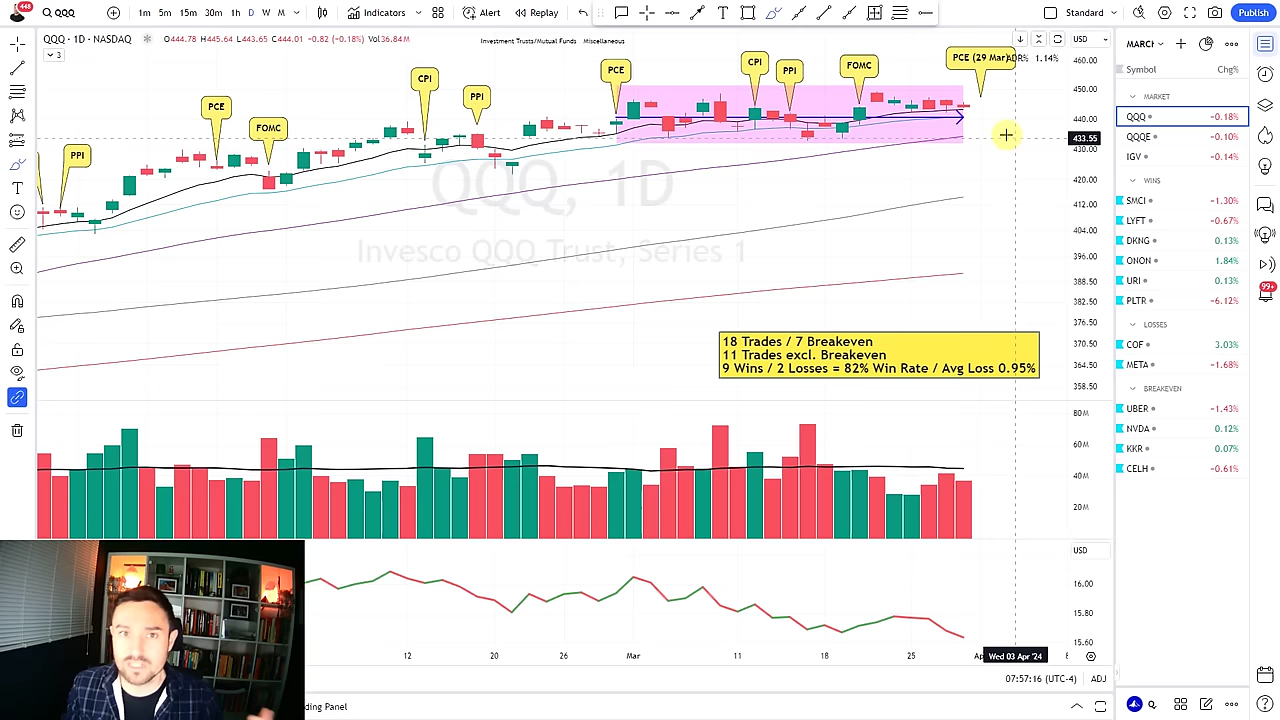 448
QQQ
1m 5m 15m 30m 1h D W M
Indicators
Alert
Replay
Standard
Publish
QQQ · 1D · NASDAQ
O444.78 H445.64 L443.65 C444.01 −0.82 (−0.18%) Vol36.84M
Investment Trusts/Mutual Funds Miscellaneous
3
USD
ADR% 1.14%
PPI
PCE
FOMC
CPI
PPI
PCE
CPI
PPI
FOMC
PCE (29 Mar)
QQQ, 1D
Invesco QQQ Trust, Series 1
460.00
450.00
440.00
433.55
430.00
420.00
412.00
404.00
396.00
388.50
382.50
376.50
370.50
364.50
358.50
18 Trades / 7 Breakeven
11 Trades excl. Breakeven
9 Wins / 2 Losses = 82% Win Rate / Avg Loss 0.95%
80M
60M
40M
20M
USD
16.00
15.80
15.60
12 20 26 Mar 11 18 25
Wed 03 Apr '24
07:57:16 (UTC-4) ADJ
ding Panel
MARCH
Symbol Chg%
MARKET
QQQ −0.18%
QQQE −0.10%
IGV −0.14%
WINS
SMCI −1.30%
LYFT −0.67%
DKNG 0.13%
ONON 1.84%
URI 0.13%
PLTR −6.12%
LOSSES
COF 3.03%
META −1.68%
BREAKEVEN
UBER −1.43%
NVDA 0.12%
KKR 0.07%
CELH −0.61%
99+
Q